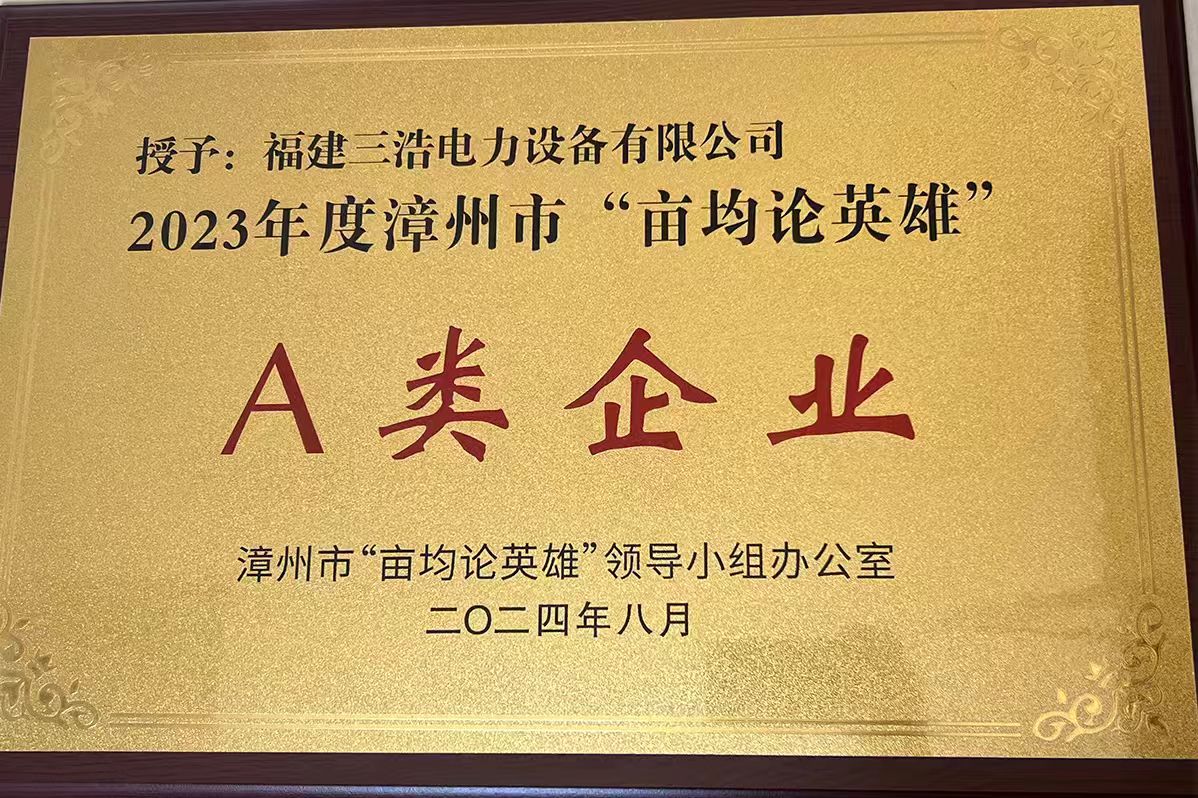 授予：福建三浩电力设备有限公司
2023年度漳州市“亩均论英雄”
A类企业
漳州市“亩均论英雄”领导小组办公室
二〇二四年八月